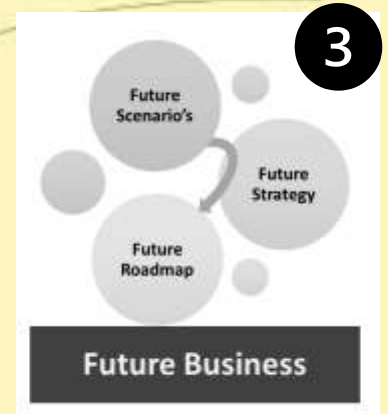 3
Future
Scenario's
Future
Strategy
Future
Roadmap
Future Business